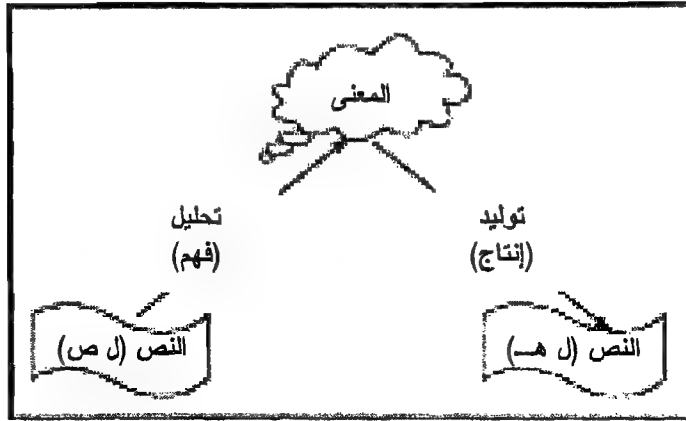 المعنى
توليد
(إنتاج)
تحليل
(فهم)
النص (ل هـ)
النص (ل ص)